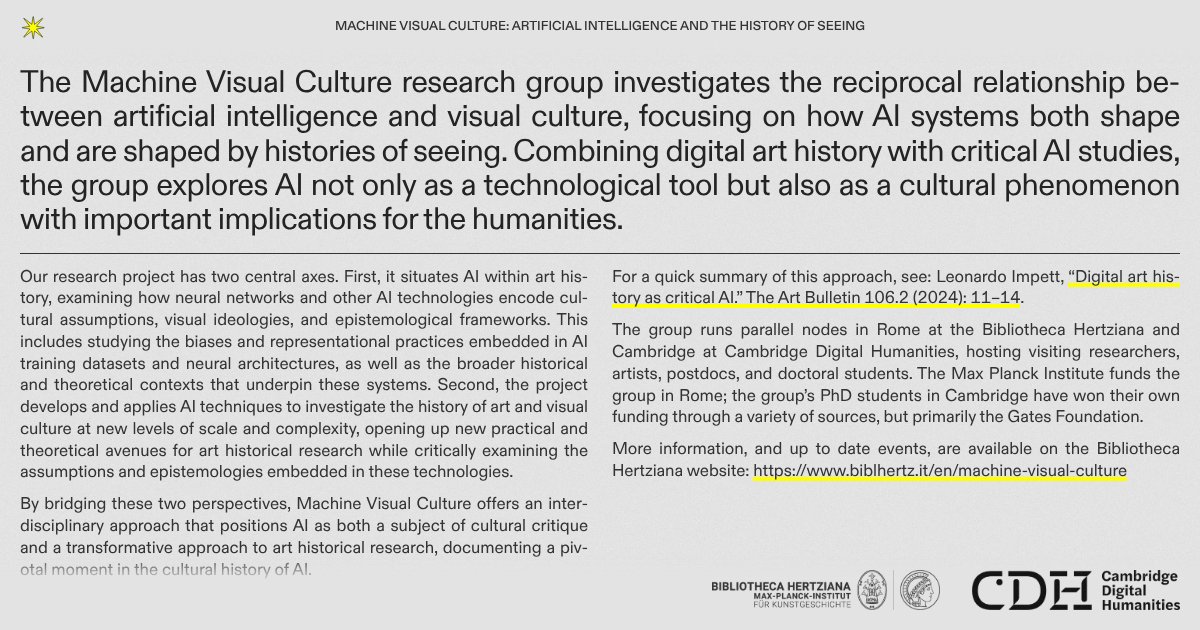 MACHINE VISUAL CULTURE: ARTIFICIAL INTELLIGENCE AND THE HISTORY OF SEEING
The Machine Visual Culture research group investigates the reciprocal relationship be-
tween artificial intelligence and visual culture, focusing on how AI systems both shape
and are shaped by histories of seeing. Combining digital art history with critical AI studies,
the group explores AI not only as a technological tool but also as a cultural phenomenon
with important implications for the humanities.
Our research project has two central axes. First, it situates AI within art his-
tory, examining how neural networks and other AI technologies encode cul-
tural assumptions, visual ideologies, and epistemological frameworks. This
includes studying the biases and representational practices embedded in AI
training datasets and neural architectures, as well as the broader historical
and theoretical contexts that underpin these systems. Second, the project
develops and applies AI techniques to investigate the history of art and visual
culture at new levels of scale and complexity, opening up new practical and
theoretical avenues for art historical research while critically examining the
assumptions and epistemologies embedded in these technologies.
By bridging these two perspectives, Machine Visual Culture offers an inter-
disciplinary approach that positions AI as both a subject of cultural critique
and a transformative approach to art historical research, documenting a piv-
otal moment in the cultural history of AI.
For a quick summary of this approach, see: Leonardo Impett, “Digital art his-
tory as critical AI.” The Art Bulletin 106.2 (2024): 11–14.
The group runs parallel nodes in Rome at the Bibliotheca Hertziana and
Cambridge at Cambridge Digital Humanities, hosting visiting researchers,
artists, postdocs, and doctoral students. The Max Planck Institute funds the
group in Rome; the group’s PhD students in Cambridge have won their own
funding through a variety of sources, but primarily the Gates Foundation.
More information, and up to date events, are available on the Bibliotheca
Hertziana website: https://www.biblhertz.it/en/machine-visual-culture
BIBLIOTHECA HERTZIANA
MAX-PLANCK-INSTITUT
FÜR KUNSTGESCHICHTE
CDH
Cambridge
Digital
Humanities